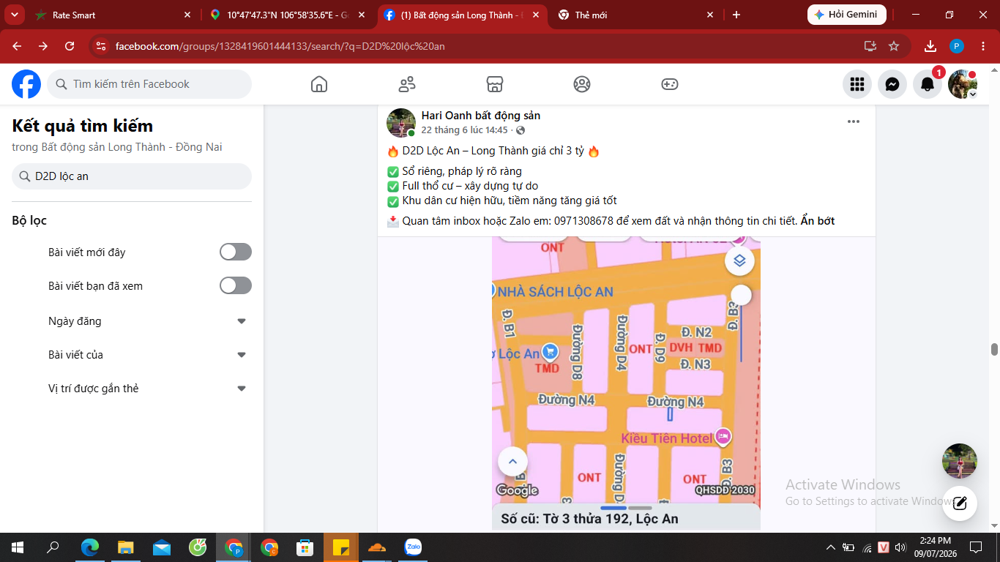 Rate Smart
10°47'47.3"N 106°58'35.6"E - G
(1) Bất động sản Long Thành -
Thẻ mới
Hỏi Gemini
facebook.com/groups/1328419601444133/search/?q=D2D%20lộc%20an
P
Tìm kiếm trên Facebook
1
Kết quả tìm kiếm
trong Bất động sản Long Thành - Đồng Nai
D2D lộc an
Bộ lọc
Bài viết mới đây
Bài viết bạn đã xem
Ngày đăng
Bài viết của
Vị trí được gắn thẻ
Hari Oanh bất động sản
22 tháng 6 lúc 14:45 ·
🔥 D2D Lộc An – Long Thành giá chỉ 3 tỷ 🔥
✅ Sổ riêng, pháp lý rõ ràng
✅ Full thổ cư – xây dựng tự do
✅ Khu dân cư hiện hữu, tiềm năng tăng giá tốt
📩 Quan tâm inbox hoặc Zalo em: 0971308678 để xem đất và nhận thông tin chi tiết. Ẩn bớt
ONT
NHÀ SÁCH LỘC AN
Đ. B1
Đường D8
Đường D4
Đ. D9
Đ. B3
Đ. N2
ONT
DVH TMD
Đ. N3
Lộc An
TMD
Đường N4
Đường N4
Kiều Tiên Hotel
ONT
ONT
Đ. B3
Google
QHSDĐ 2030
Số cũ: Tờ 3 thửa 192, Lộc An
Activate Windows
Go to Settings to activate Windows
P
C
Zalo
V
2:24 PM
09/07/2026